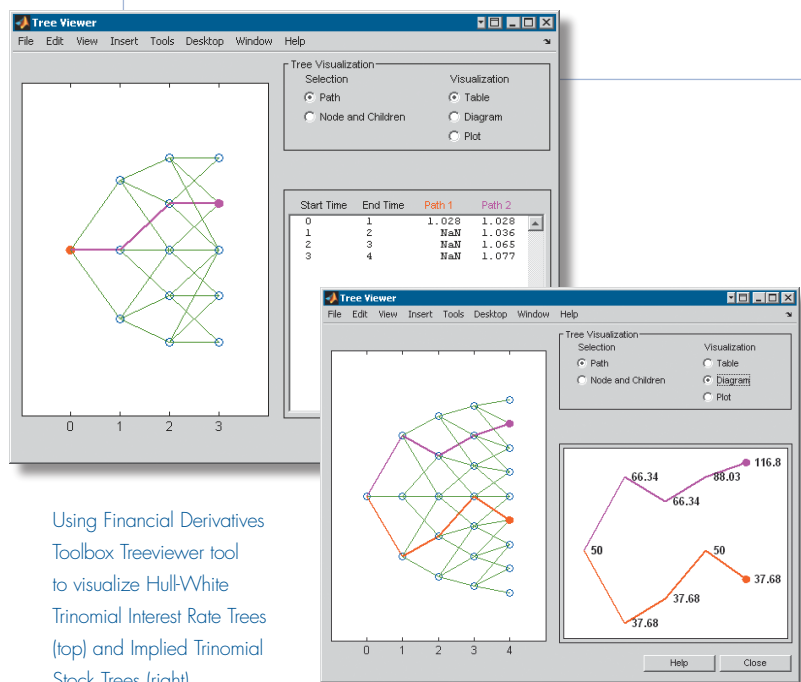 Tree Viewer
File Edit View Insert Tools Desktop Window Help
Tree Visualization
Selection Visualization
Path Table
Node and Children Diagram
Plot
Start Time End Time Path 1 Path 2
0 1 1.028 1.028
1 2 NaN 1.036
2 3 NaN 1.065
3 4 NaN 1.077
0 1 2 3
Tree Viewer
File Edit View Insert Tools Desktop Window Help
Tree Visualization
Selection Visualization
Path Table
Node and Children Diagram
Plot
116.8
66.34 88.03
66.34
50 50
37.68
37.68
37.68
0 1 2 3 4
Help Close
Using Financial Derivatives
Toolbox Treeviewer tool
to visualize Hull-White
Trinomial Interest Rate Trees
(top) and Implied Trinomial
Stock Trees (right)